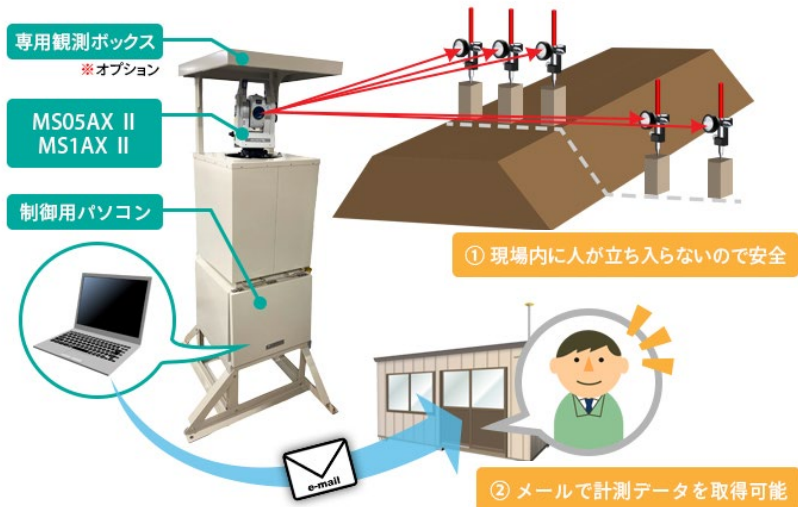 専用観測ボックス
※オプション
MS05AX Ⅱ
MS1AX Ⅱ
制御用パソコン
① 現場内に人が立ち入らないので安全
e-mail
② メールで計測データを取得可能